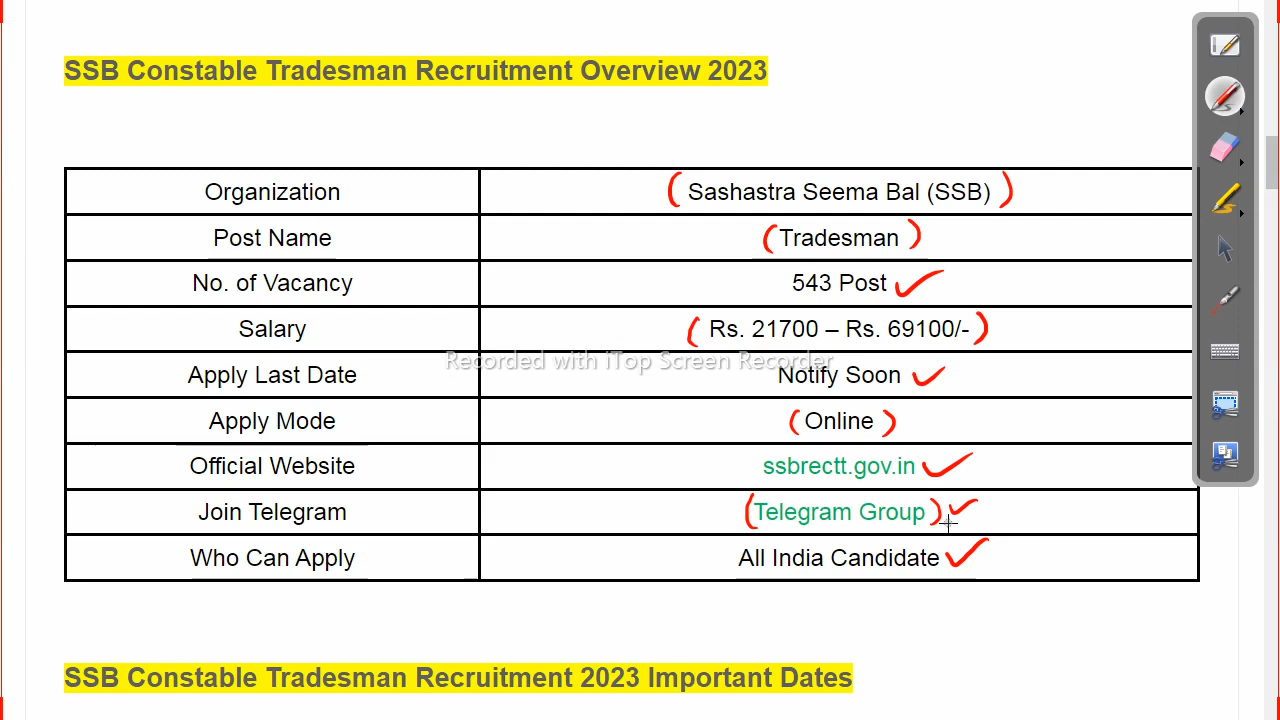 SSB Constable Tradesman Recruitment Overview 2023
Organization Sashastra Seema Bal (SSB)
Post Name Tradesman
No. of Vacancy 543 Post
Salary Rs. 21700 – Rs. 69100/-
Recorded with iTop Screen Recorder
Apply Last Date Notify Soon
Apply Mode Online
Official Website ssbrectt.gov.in
Join Telegram Telegram Group
Who Can Apply All India Candidate
SSB Constable Tradesman Recruitment 2023 Important Dates